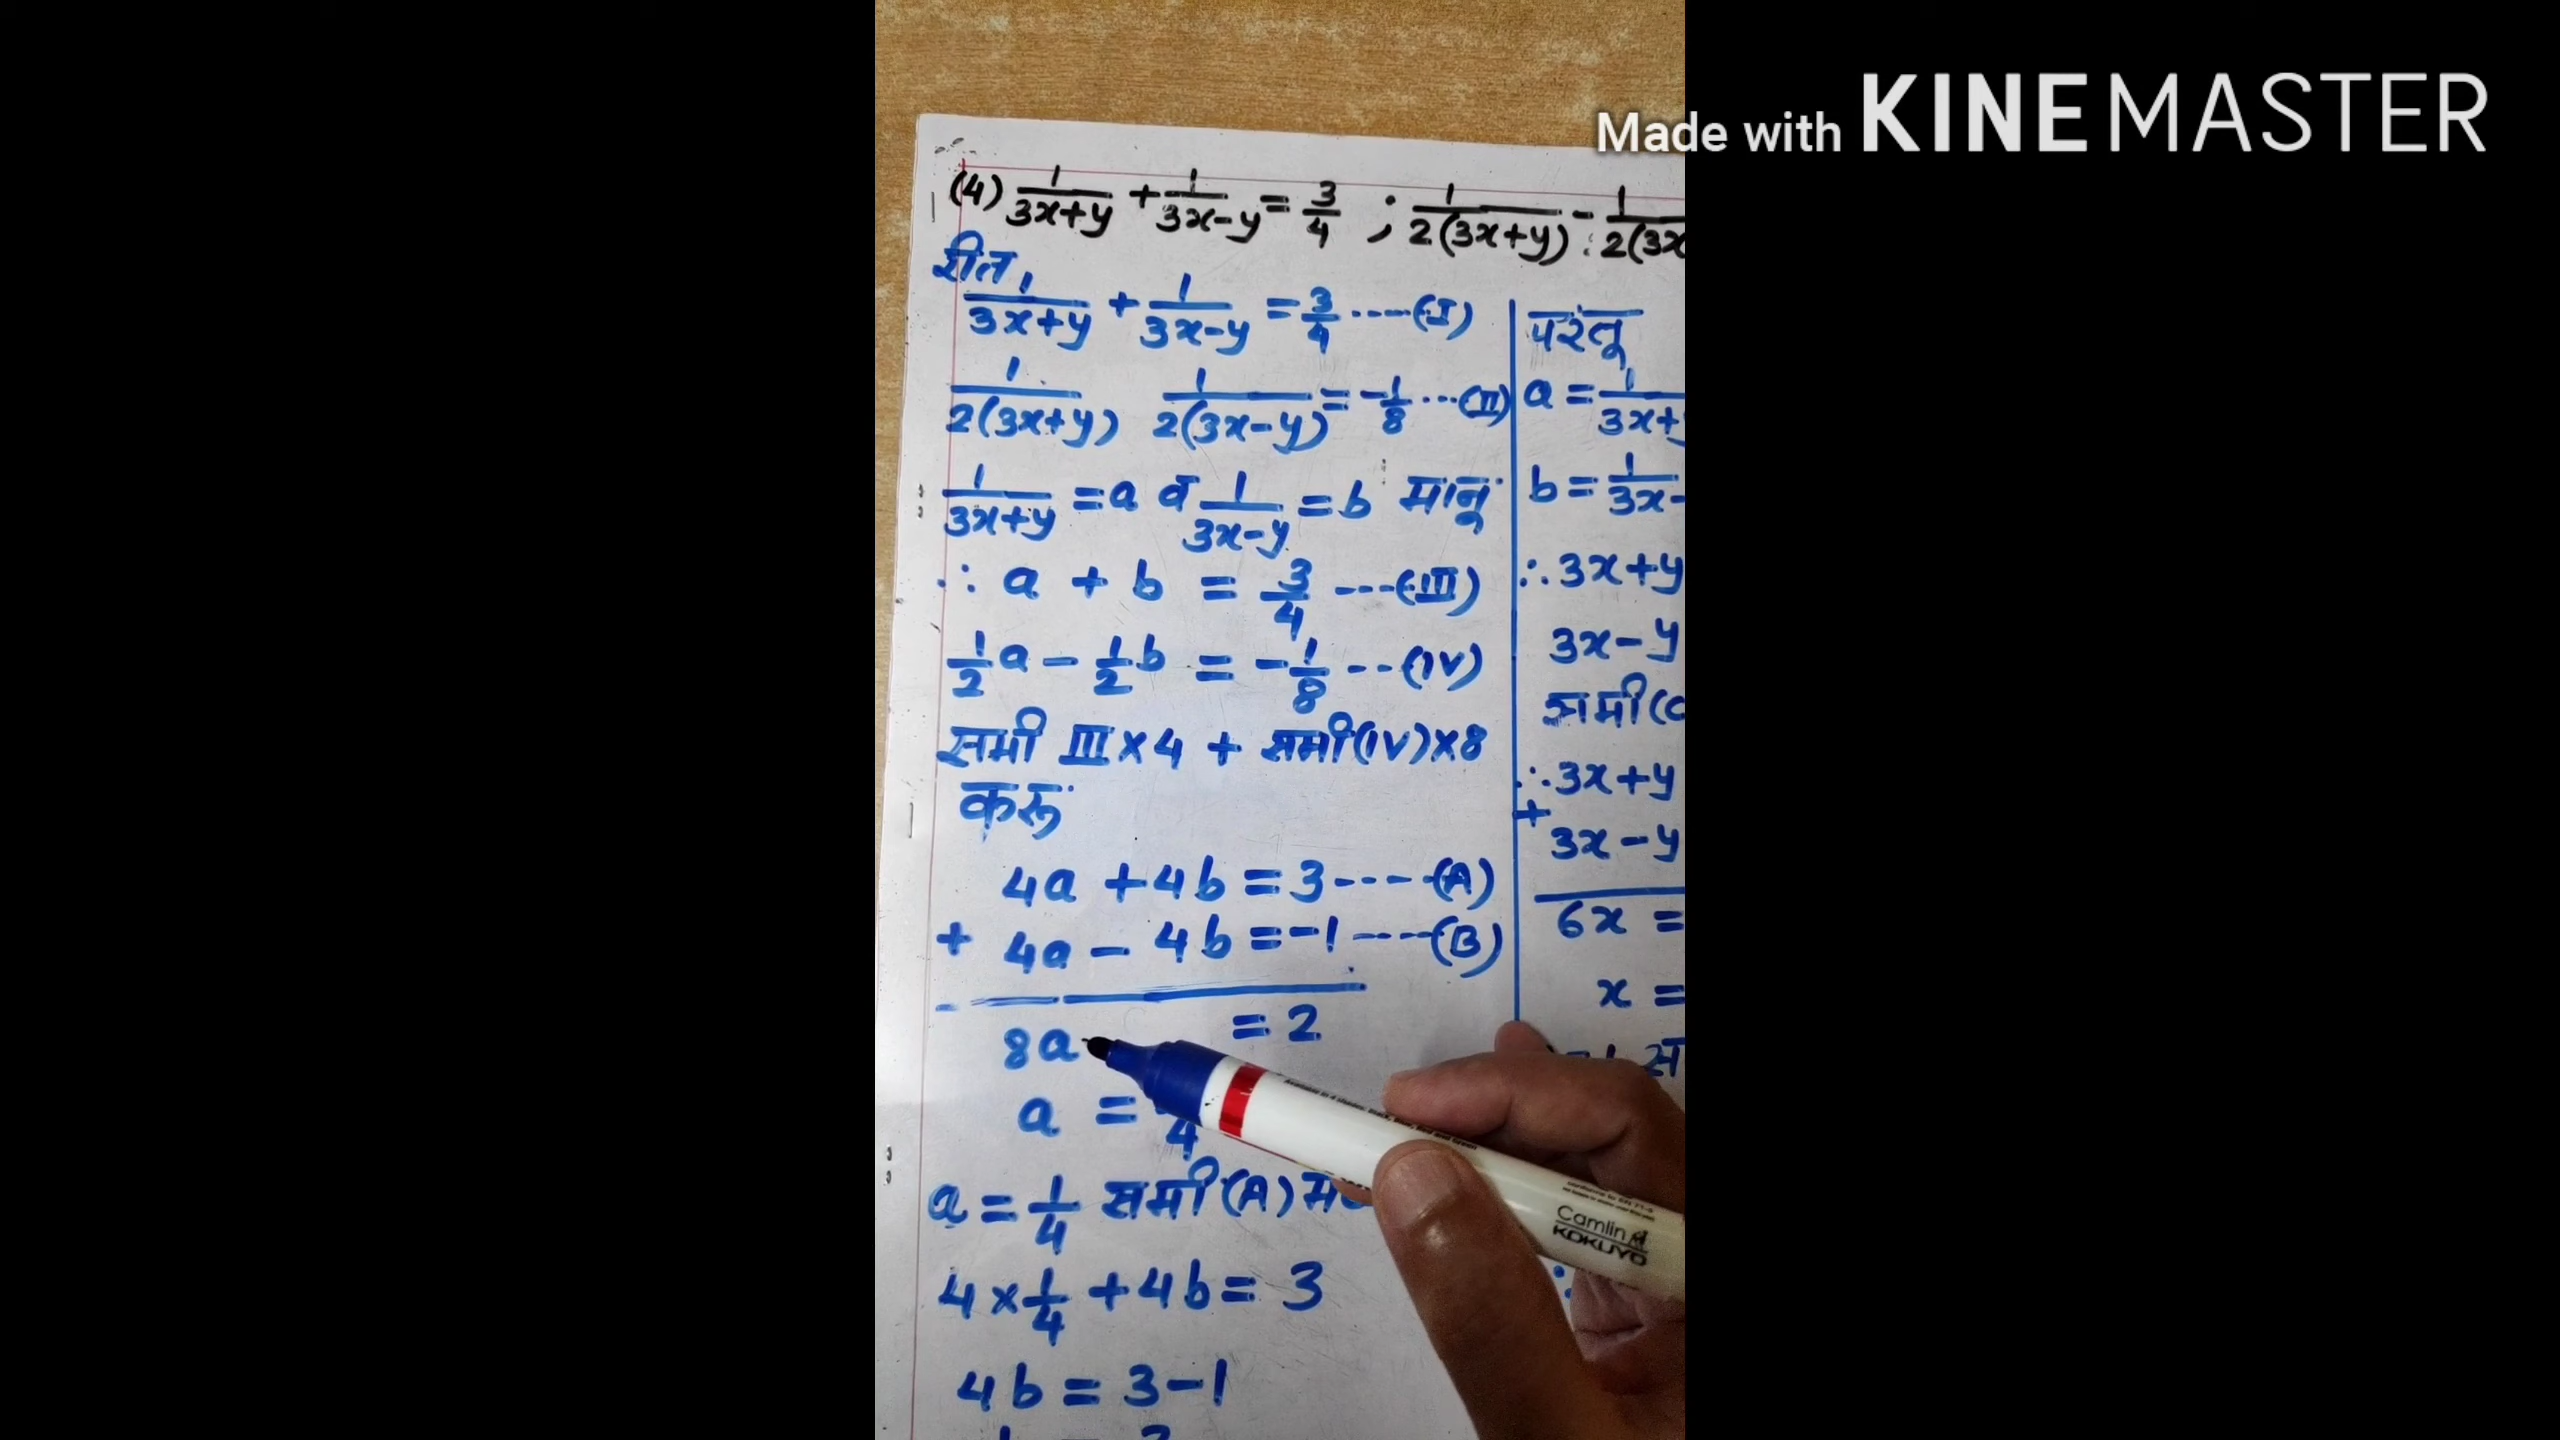 Made with KINEMASTER
(4) 1/(3x+y) + 1/(3x-y) = 3/4 ; 1/2(3x+y) - 1/2(3x
रीत,
1/(3x+y) + 1/(3x-y) = 3/4 ----(I)
1/2(3x+y) 1/2(3x-y) = -1/8 ---(II)
1/(3x+y) = a व 1/(3x-y) = b मानू
∴ a + b = 3/4 ---(III)
1/2 a - 1/2 b = -1/8 --(IV)
समी III×4 + समी(IV)×8
करू
4a + 4b = 3 ---- (A)
+ 4a - 4b = -1 ---- (B)
8a = 2
a = 4
a = 1/4 समी (A)
4 × 1/4 + 4b = 3
4b = 3-1
परंतू
a = 1/(3x+
b = 1/(3x-
∴ 3x+y
3x-y
समी (C
∴ 3x+y
+ 3x-y
6x =
x =
Camlin
KOKUYO